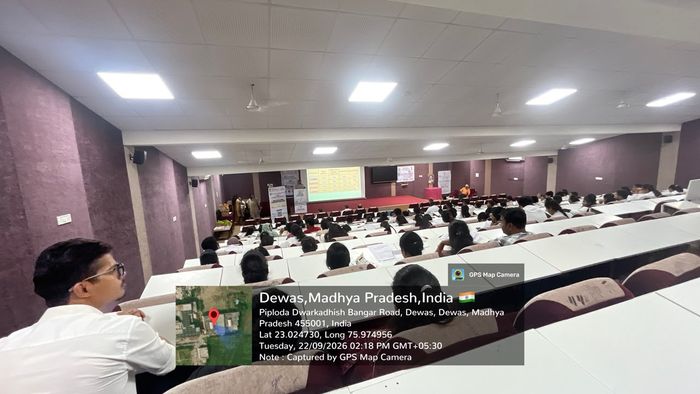 GPS Map Camera
Dewas,Madhya Pradesh,India
Piploda Dwarkadhish Bangar Road, Dewas, Dewas, Madhya
Pradesh 455001, India
Lat 23.024730, Long 75.974956
Tuesday, 22/09/2026 02:18 PM GMT+05:30
Note : Captured by GPS Map Camera